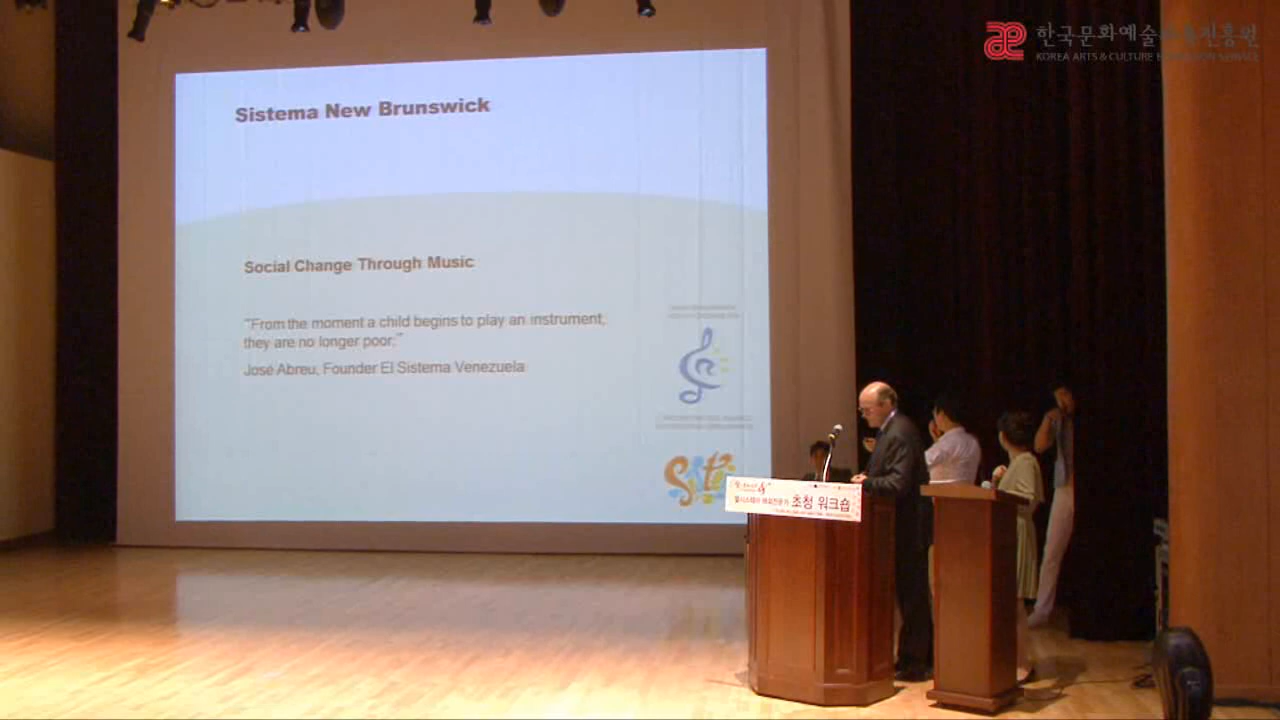 한국문화예술교육진흥원
KOREA ARTS & CULTURE EDUCATION SERVICE
Sistema New Brunswick
Social Change Through Music
"From the moment a child begins to play an instrument,
they are no longer poor."
José Abreu, Founder El Sistema Venezuela
초청 워크숍